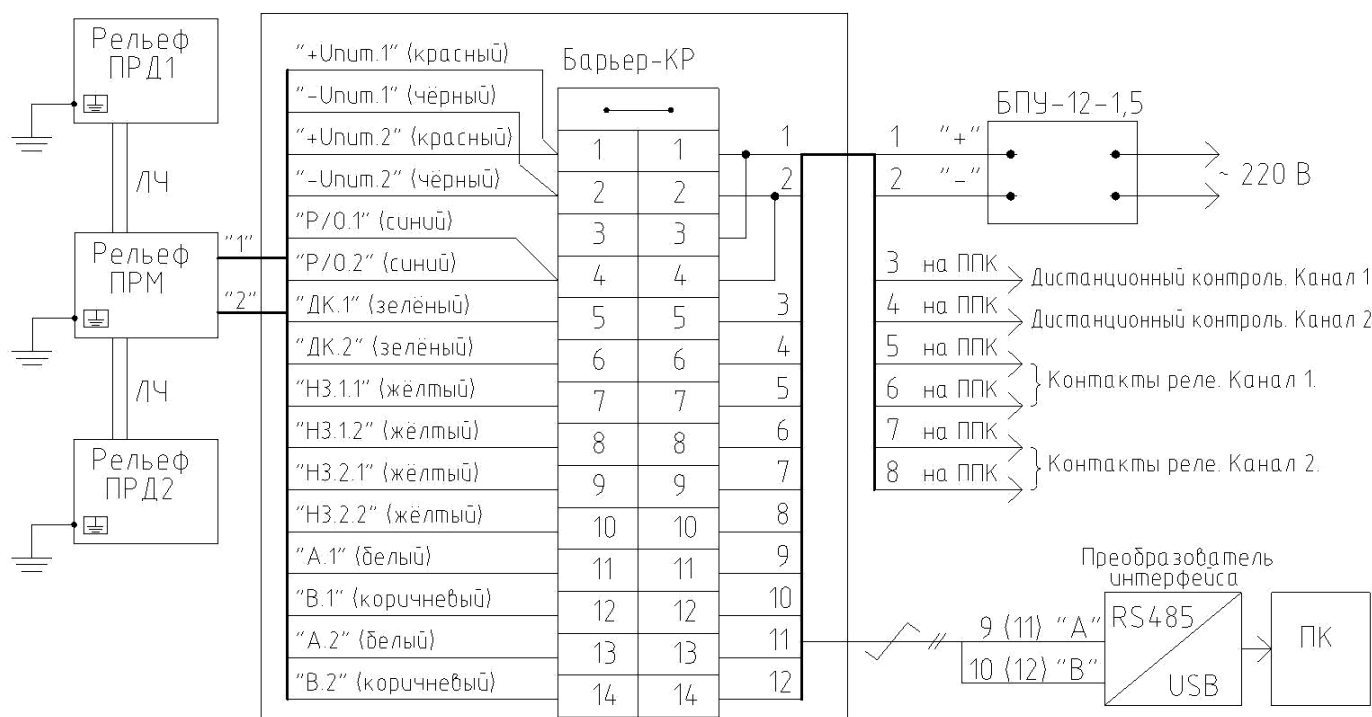 Рельеф
ПРД1
ЛЧ
Рельеф
ПРМ
"1"
"2"
ЛЧ
Рельеф
ПРД2
"+Uпит.1" (красный)
"-Uпит.1" (чёрный)
"+Uпит.2" (красный)
"-Uпит.2" (чёрный)
"Р/О.1" (синий)
"Р/О.2" (синий)
"ДК.1" (зелёный)
"ДК.2" (зелёный)
"НЗ.1.1" (жёлтый)
"НЗ.1.2" (жёлтый)
"НЗ.2.1" (жёлтый)
"НЗ.2.2" (жёлтый)
"А.1" (белый)
"В.1" (коричневый)
"А.2" (белый)
"В.2" (коричневый)
Барьер-КР
1 1
2 2
3 3
4 4
5 5
6 6
7 7
8 8
9 9
10 10
11 11
12 12
13 13
14 14
1
2
3
4
5
6
7
8
9
10
11
12
БПУ-12-1,5
1 "+"
2 "-"
~ 220 В
3 на ППК Дистанционный контроль. Канал 1
4 на ППК Дистанционный контроль. Канал 2
5 на ППК
6 на ППК
Контакты реле. Канал 1.
7 на ППК
8 на ППК
Контакты реле. Канал 2.
Преобразователь
интерфейса
9 (11) "А"
10 (12) "В"
RS485
USB
ПК